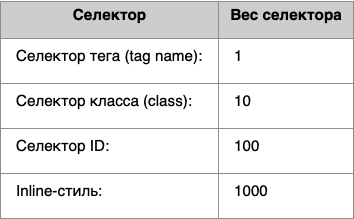 Селектор Вес селектора
Селектор тега (tag name): 1
Селектор класса (class): 10
Селектор ID: 100
Inline-стиль: 1000